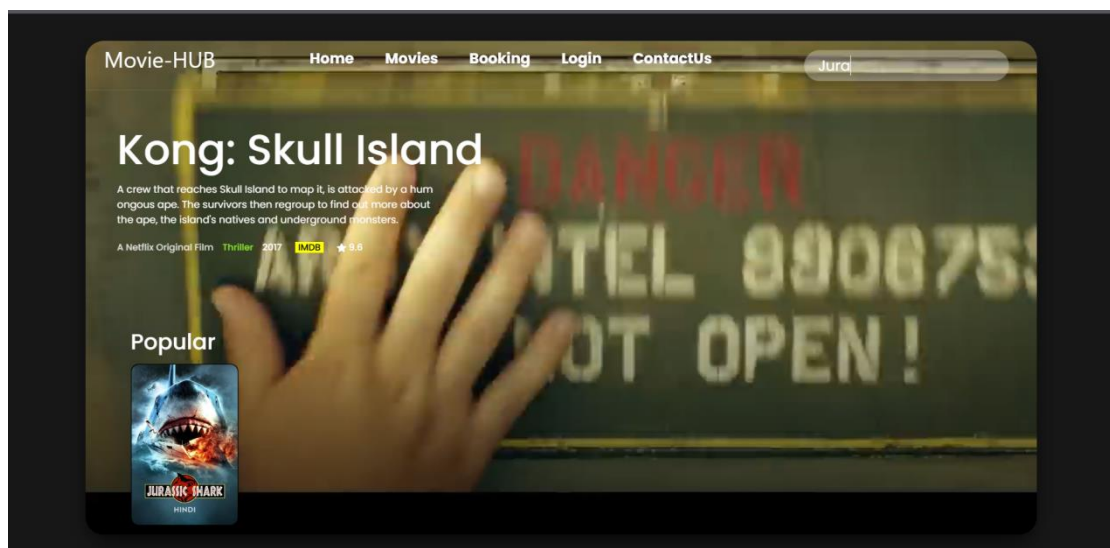 Movie-HUB Home Movies Booking Login ContactUs Jura
Kong: Skull Island
A crew that reaches Skull Island to map it, is attacked by a hum
ongous ape. The survivors then regroup to find out more about
the ape, the island's natives and underground monsters.
A Netflix Original Film Thriller 2017 IMDB 9.6
DANGER
NOT OPEN!
Popular
JURASSIC SHARK
HINDI